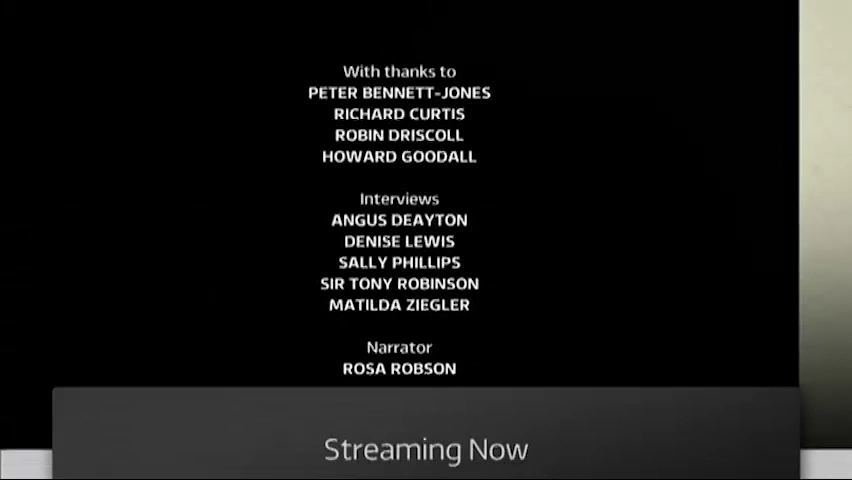 With thanks to
PETER BENNETT-JONES
RICHARD CURTIS
ROBIN DRISCOLL
HOWARD GOODALL
Interviews
ANGUS DEAYTON
DENISE LEWIS
SALLY PHILLIPS
SIR TONY ROBINSON
MATILDA ZIEGLER
Narrator
ROSA ROBSON
Streaming Now